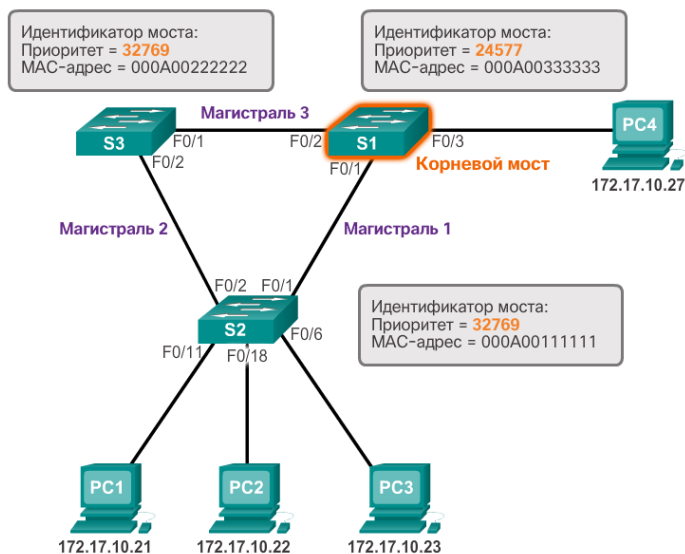 Идентификатор моста:
Приоритет = 32769
MAC-адрес = 000A00222222
Идентификатор моста:
Приоритет = 24577
MAC-адрес = 000A00333333
Магистраль 3
S3
F0/1
F0/2
S1
F0/3
PC4
F0/2
F0/1
Корневой мост
172.17.10.27
Магистраль 2
Магистраль 1
F0/2
F0/1
S2
F0/6
F0/11
F0/18
Идентификатор моста:
Приоритет = 32769
MAC-адрес = 000A00111111
PC1
PC2
PC3
172.17.10.21
172.17.10.22
172.17.10.23